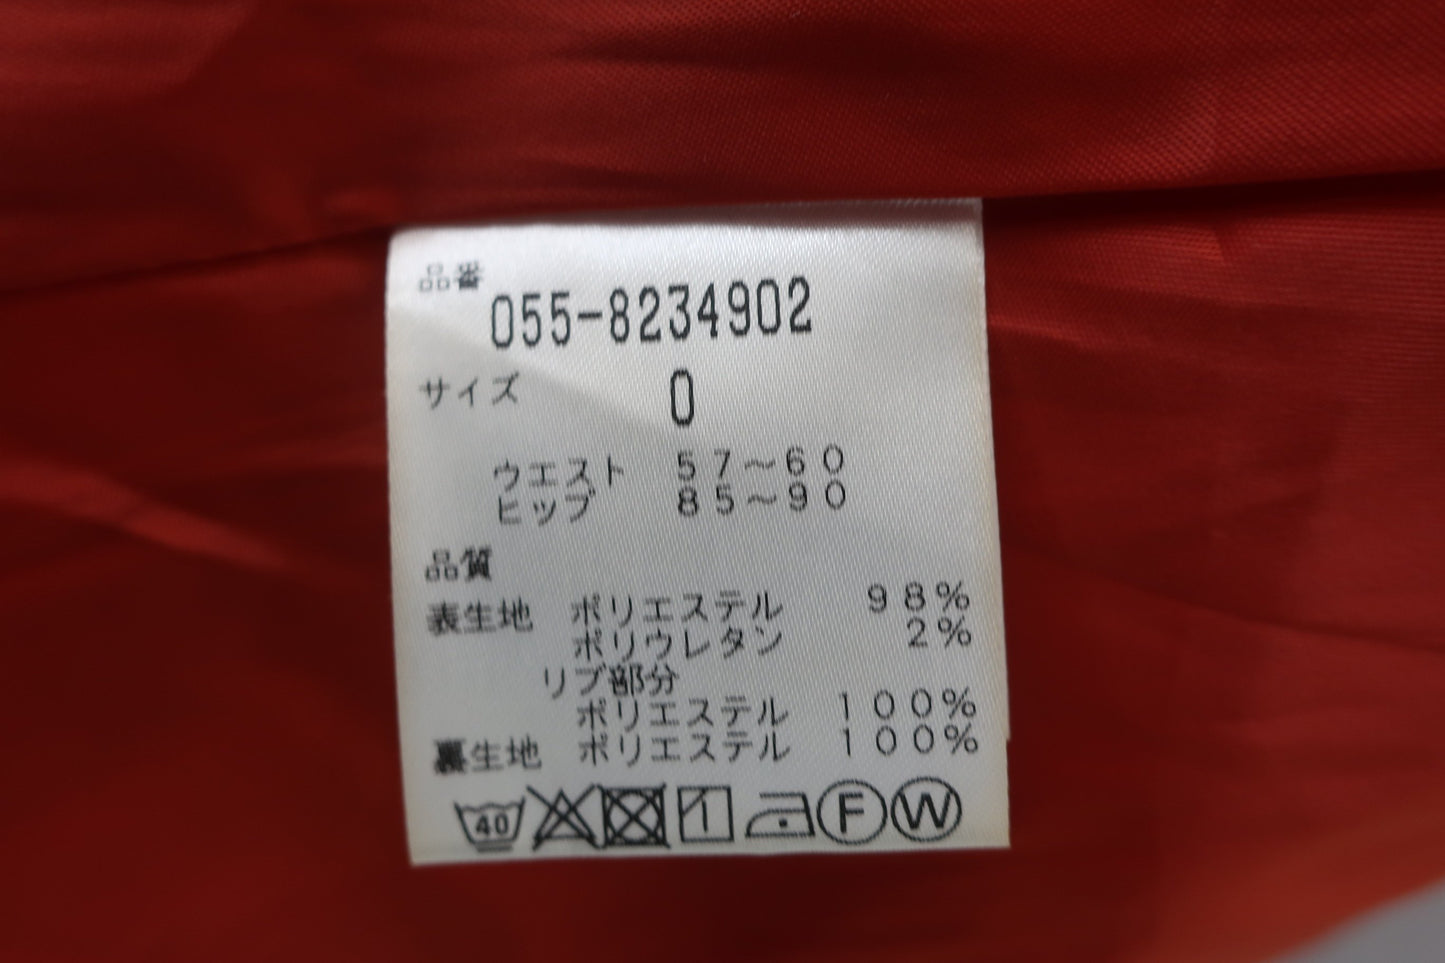 品番
055-8234902
サイズ 0
ウエスト 57～60
ヒップ 85～90
品質
表生地 ポリエステル 98%
ポリウレタン 2%
リブ部分
ポリエステル 100%
裏生地 ポリエステル 100%
40 F W